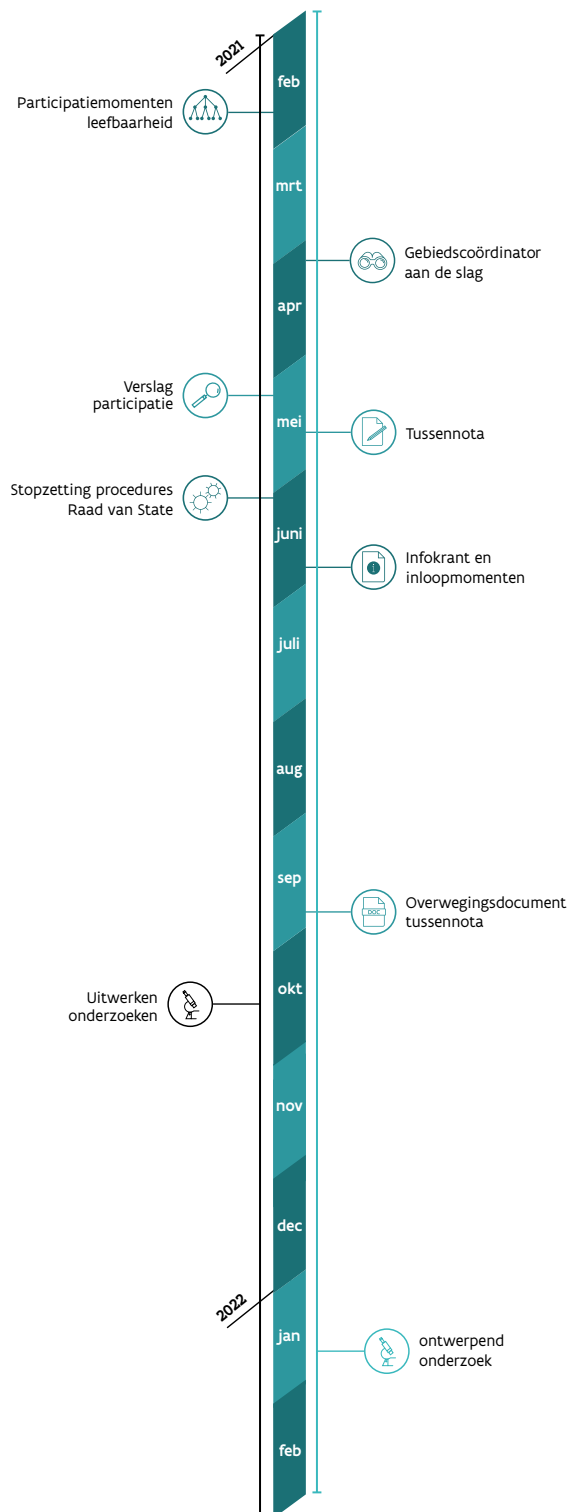 2021
feb
Participatiemomenten
leefbaarheid
mrt
Gebiedscoördinator
aan de slag
apr
Verslag
participatie
mei
Tussennota
Stopzetting procedures
Raad van State
juni
Infokrant en
inloopmomenten
juli
aug
sep
Overwegingsdocument
tussennota
DOC
okt
Uitwerken
onderzoeken
nov
dec
2022
jan
ontwerpend
onderzoek
feb